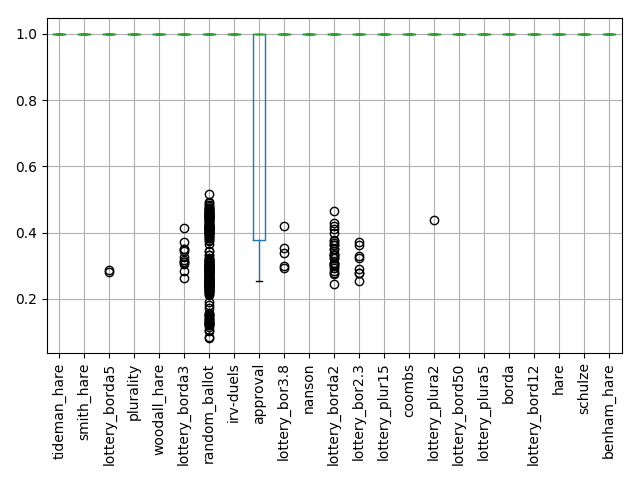 1.0
0.8
0.6
0.4
0.2
tideman_hare
smith_hare
lottery_borda5
plurality
woodall_hare
lottery_borda3
random_ballot
irv-duels
approval
lottery_bor3.8
nanson
lottery_borda2
lottery_bor2.3
lottery_plur15
coombs
lottery_plura2
lottery_bord50
lottery_plura5
borda
lottery_bord12
hare
schulze
benham_hare